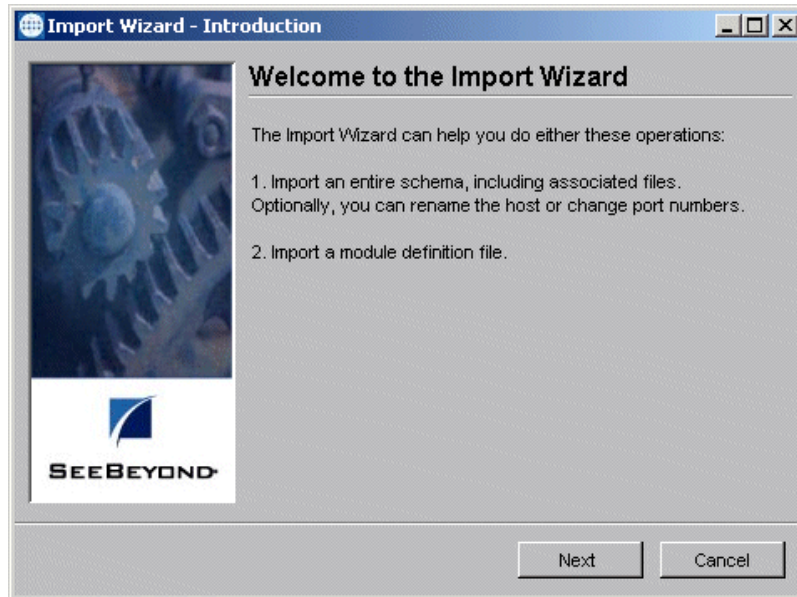 Import Wizard - Introduction
Welcome to the Import Wizard
The Import Wizard can help you do either these operations:
1. Import an entire schema, including associated files.
Optionally, you can rename the host or change port numbers.
2. Import a module definition file.
SEEBEYOND
Next
Cancel